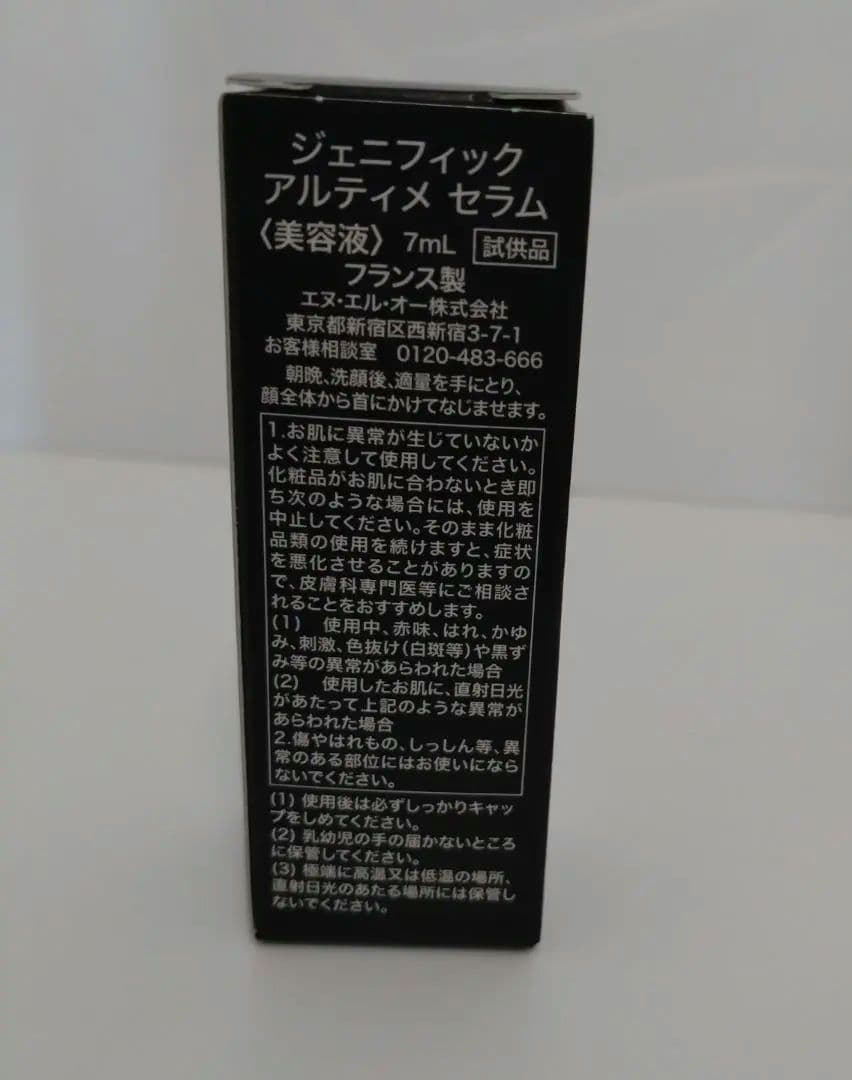 ジェニフィック
アルティメ セラム
〈美容液〉 7mL 試供品
フランス製
エヌ・エル・オー株式会社
東京都新宿区西新宿3-7-1
お客様相談室 0120-483-666
朝晩、洗顔後、適量を手にとり、
顔全体から首にかけてなじませます。
1.お肌に異常が生じていないか
よく注意して使用してください。
化粧品がお肌に合わないとき即
ち次のような場合には、使用を
中止してください。そのまま化粧
品類の使用を続けますと、症状
を悪化させることがありますの
で、皮膚科専門医等にご相談さ
れることをおすすめします。
(1) 使用中、赤味、はれ、かゆ
み、刺激、色抜け(白斑等)や黒ず
み等の異常があらわれた場合
(2) 使用したお肌に、直射日光
があたって上記のような異常が
あらわれた場合
2.傷やはれもの、しっしん等、異
常のある部位にはお使いになら
ないでください。
(1) 使用後は必ずしっかりキャッ
プをしめてください。
(2) 乳幼児の手の届かないところ
に保管してください。
(3) 極端に高温又は低温の場所、
直射日光のあたる場所には保管し
ないでください。